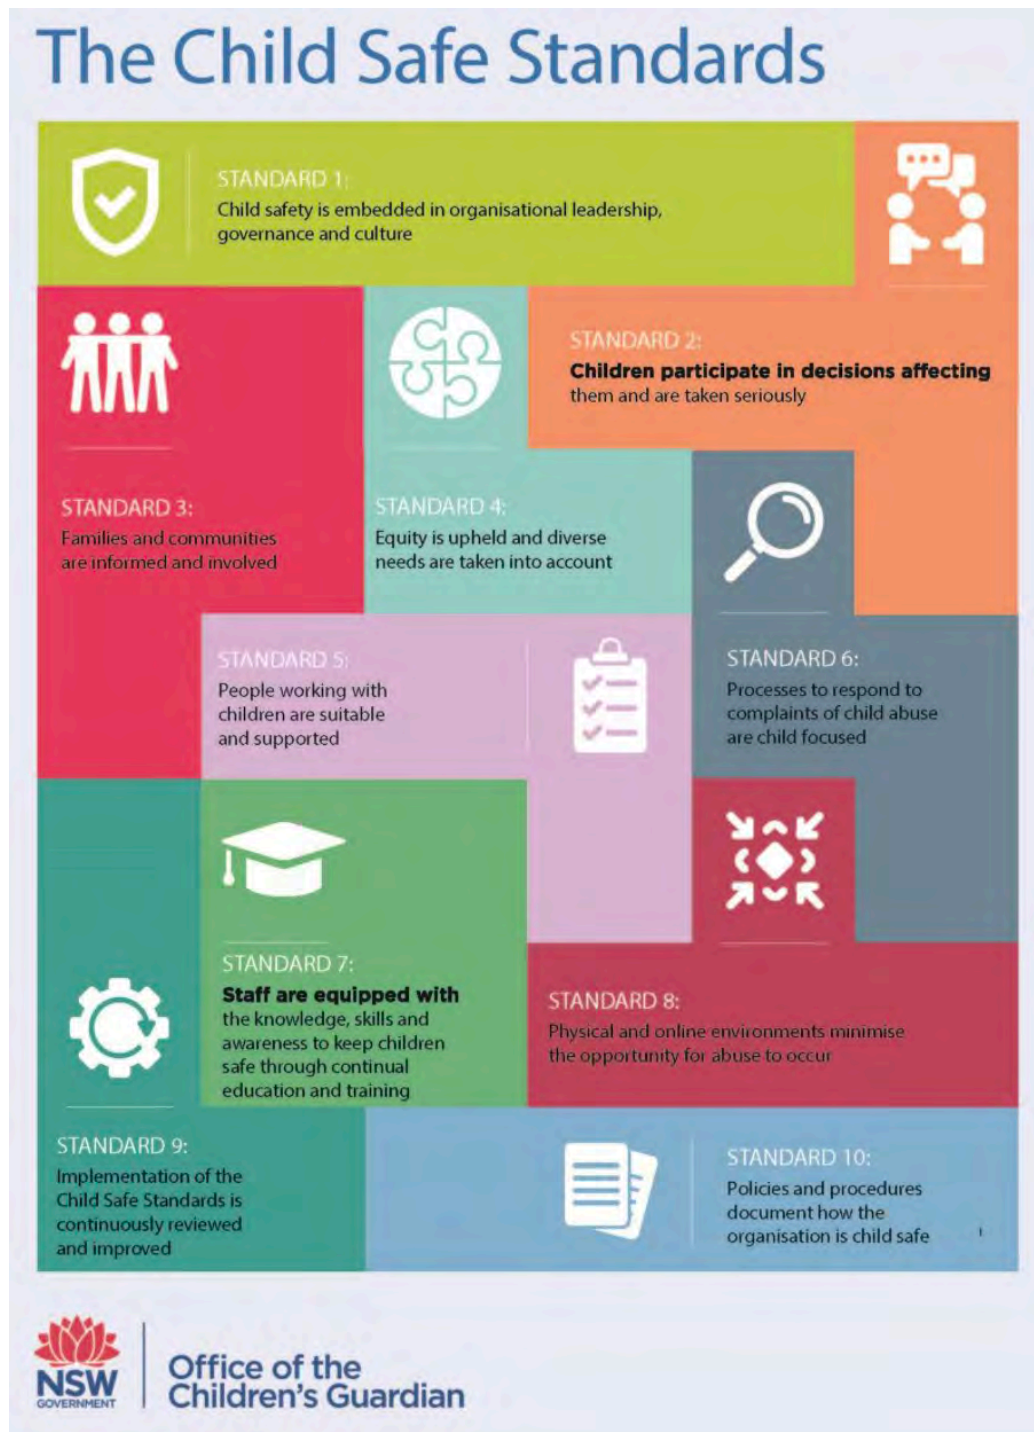 The Child Safe Standards
STANDARD 1:
Child safety is embedded in organisational leadership,
governance and culture
STANDARD 2:
Children participate in decisions affecting
them and are taken seriously
STANDARD 3:
Families and communities
are informed and involved
STANDARD 4:
Equity is upheld and diverse
needs are taken into account
STANDARD 5:
People working with
children are suitable
and supported
STANDARD 6:
Processes to respond to
complaints of child abuse
are child focused
STANDARD 7:
Staff are equipped with
the knowledge, skills and
awareness to keep children
safe through continual
education and training
STANDARD 8:
Physical and online environments minimise
the opportunity for abuse to occur
STANDARD 9:
Implementation of the
Child Safe Standards is
continuously reviewed
and improved
STANDARD 10:
Policies and procedures
document how the
organisation is child safe
NSW
GOVERNMENT
Office of the
Children's Guardian